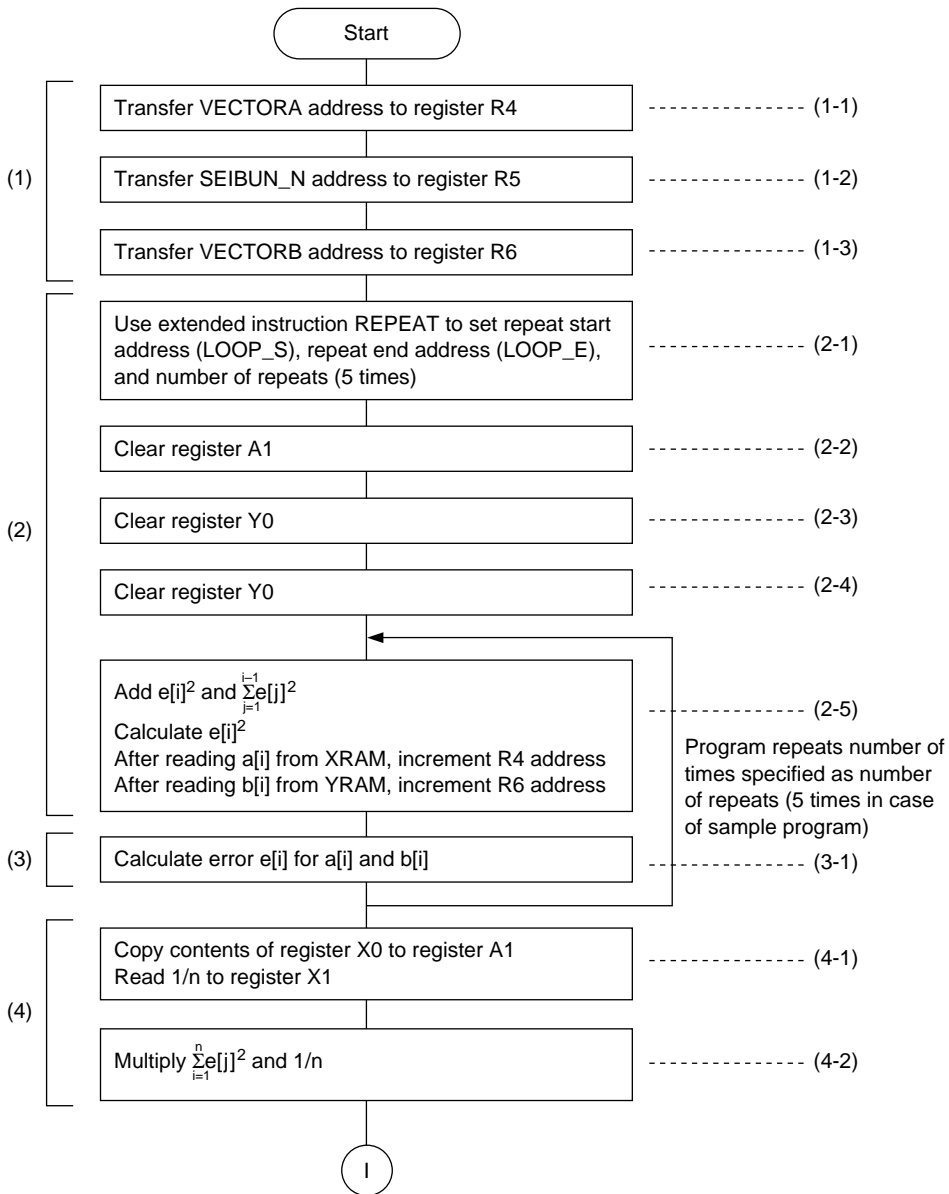 Start
(1)
Transfer VECTORA address to register R4
(1-1)
Transfer SEIBUN_N address to register R5
(1-2)
Transfer VECTORB address to register R6
(1-3)
(2)
Use extended instruction REPEAT to set repeat start
address (LOOP_S), repeat end address (LOOP_E),
and number of repeats (5 times)
(2-1)
Clear register A1
(2-2)
Clear register Y0
(2-3)
Clear register Y0
(2-4)
Add e[i]² and Σe[j]² i–1 j=1
Calculate e[i]²
After reading a[i] from XRAM, increment R4 address
After reading b[i] from YRAM, increment R6 address
(2-5)
Program repeats number of
times specified as number
of repeats (5 times in case
of sample program)
(3)
Calculate error e[i] for a[i] and b[i]
(3-1)
(4)
Copy contents of register X0 to register A1
Read 1/n to register X1
(4-1)
Multiply Σe[j]² and 1/n n i=1
(4-2)
I